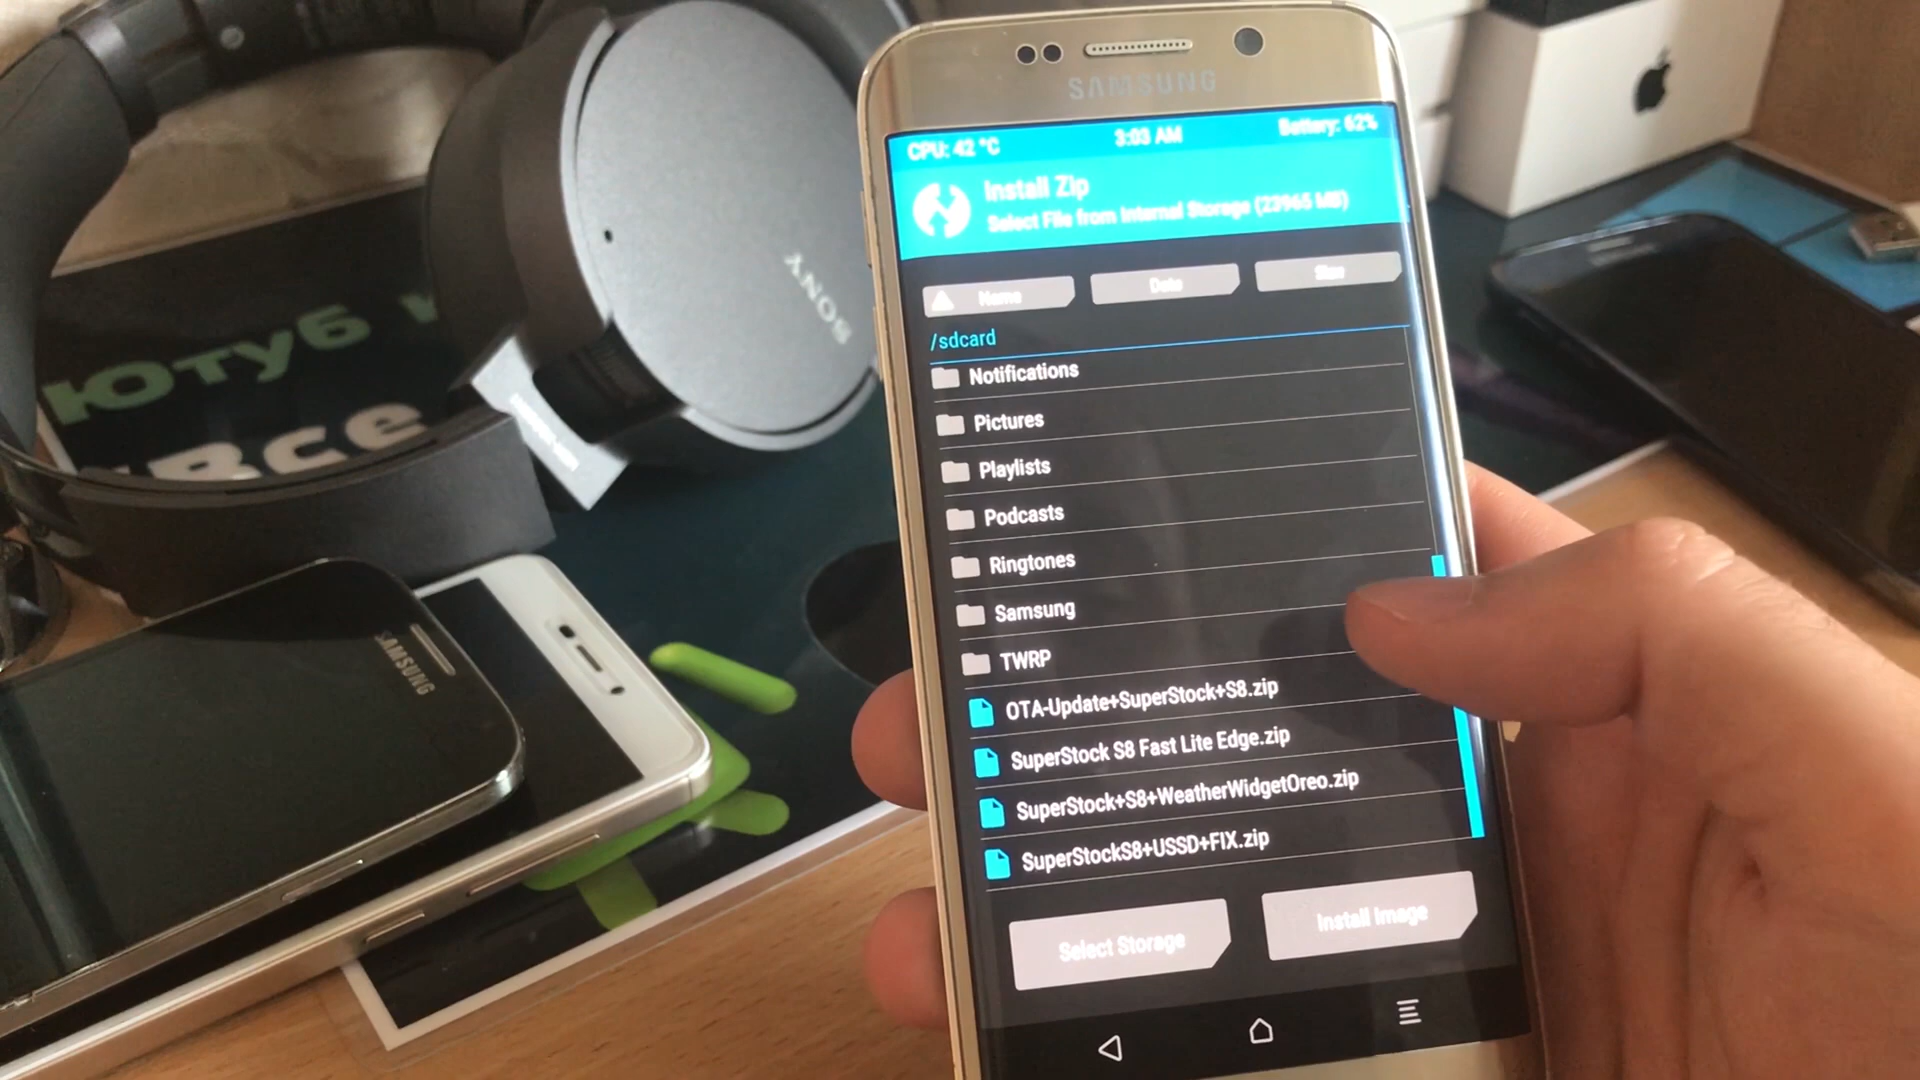 SAMSUNG
CPU: 42 °C
3:03 AM
Battery: 62%
Install Zip
Select File from Internal Storage (23965 MB)
Name
Date
Size
/sdcard
Notifications
Pictures
Playlists
Podcasts
Ringtones
Samsung
TWRP
OTA-Update+SuperStock+S8.zip
SuperStock S8 Fast Lite Edge.zip
SuperStock+S8+WeatherWidgetOreo.zip
SuperStockS8+USSD+FIX.zip
Select Storage
Install Image
SONY
Ютуб
Все
SAMSUNG